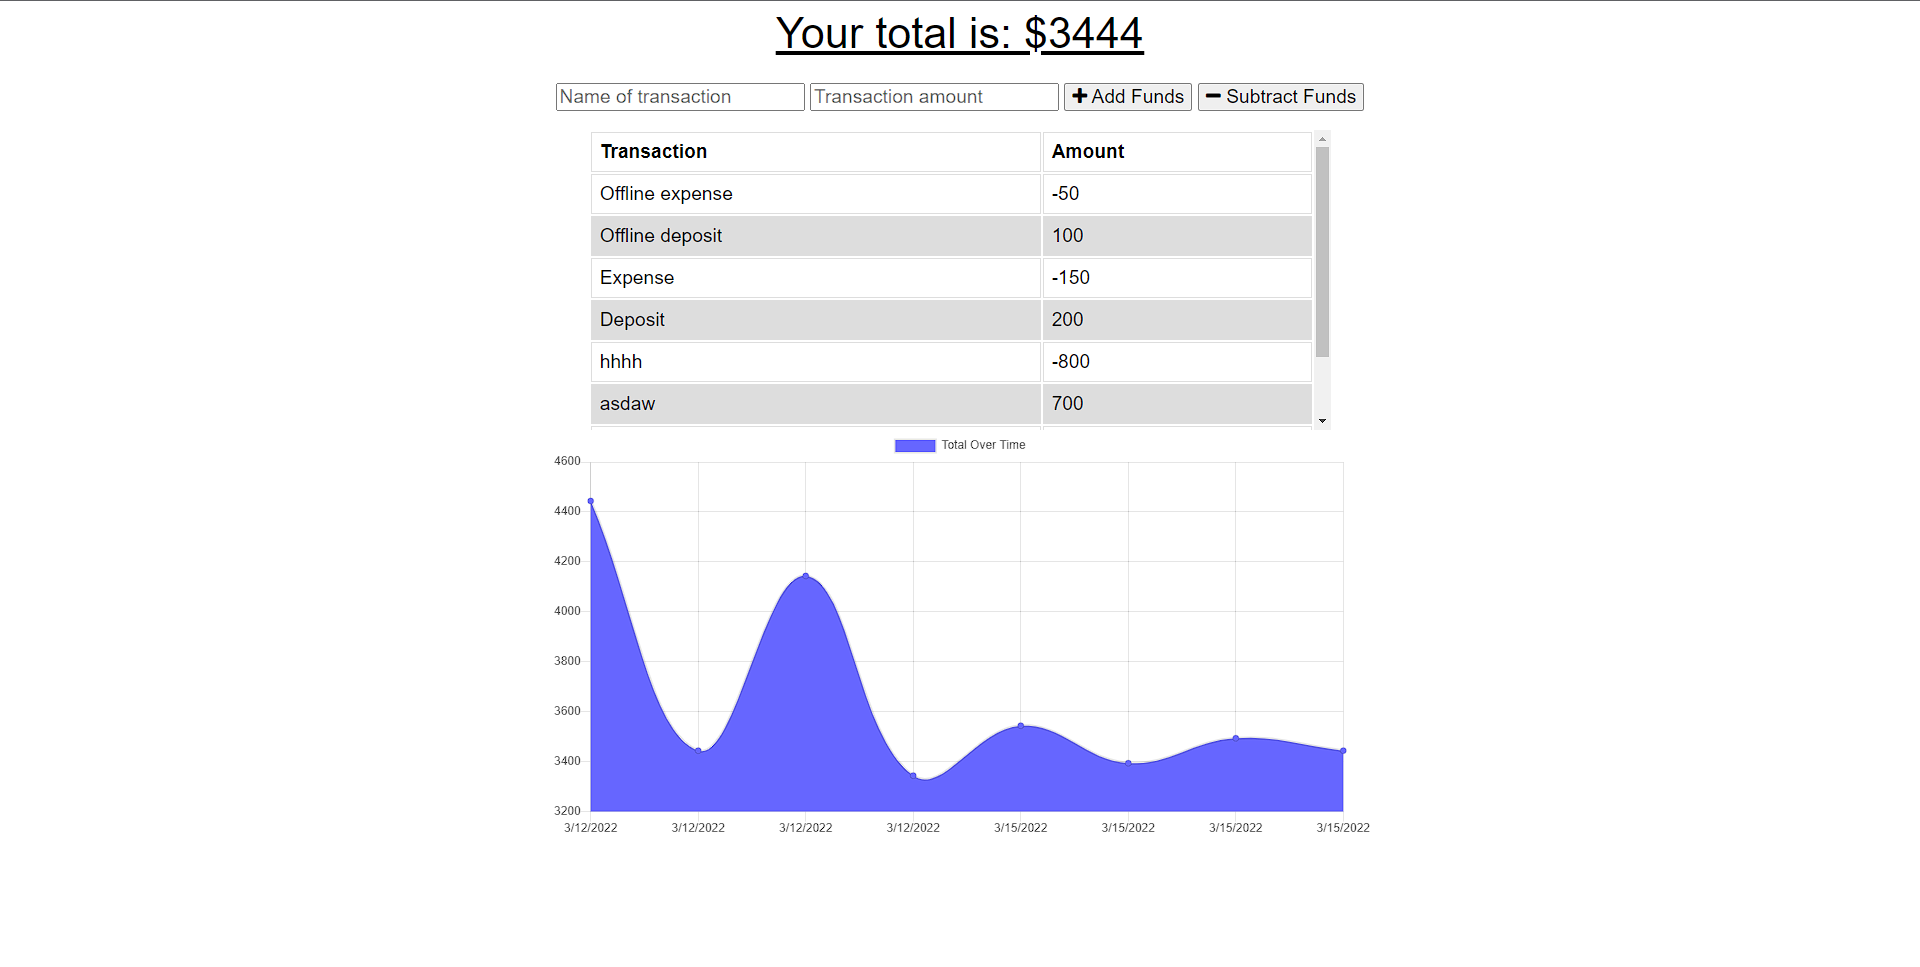 Your total is: $3444
Name of transaction Transaction amount Add Funds Subtract Funds
Transaction Amount
Offline expense -50
Offline deposit 100
Expense -150
Deposit 200
hhhh -800
asdaw 700
Total Over Time
4600
4400
4200
4000
3800
3600
3400
3200
3/12/2022 3/12/2022 3/12/2022 3/12/2022 3/15/2022 3/15/2022 3/15/2022 3/15/2022